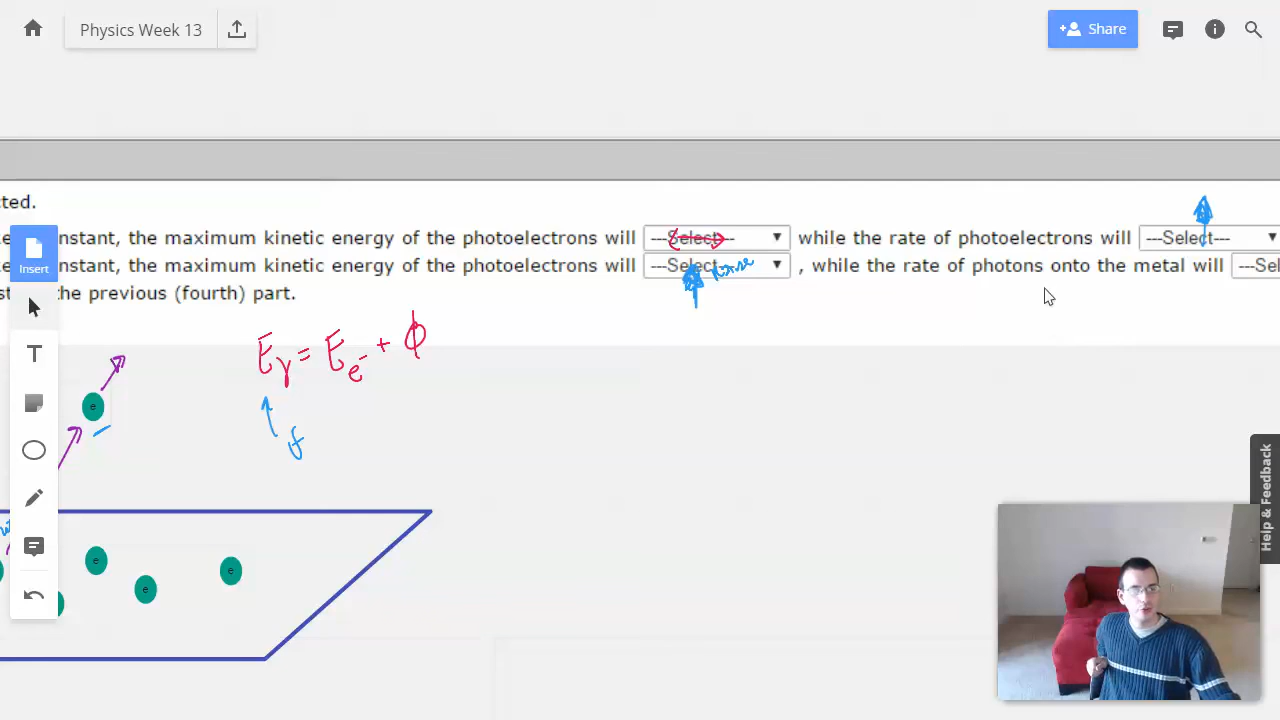 Physics Week 13
Share
cted.
nstant, the maximum kinetic energy of the photoelectrons will ---Select--- while the rate of photoelectrons will ---Select---
nstant, the maximum kinetic energy of the photoelectrons will ---Select--- rise , while the rate of photons onto the metal will ---Sel
the previous (fourth) part.
Insert
T
Eγ = Ee- + ϕ
f
e
e
e
e
Help & Feedback